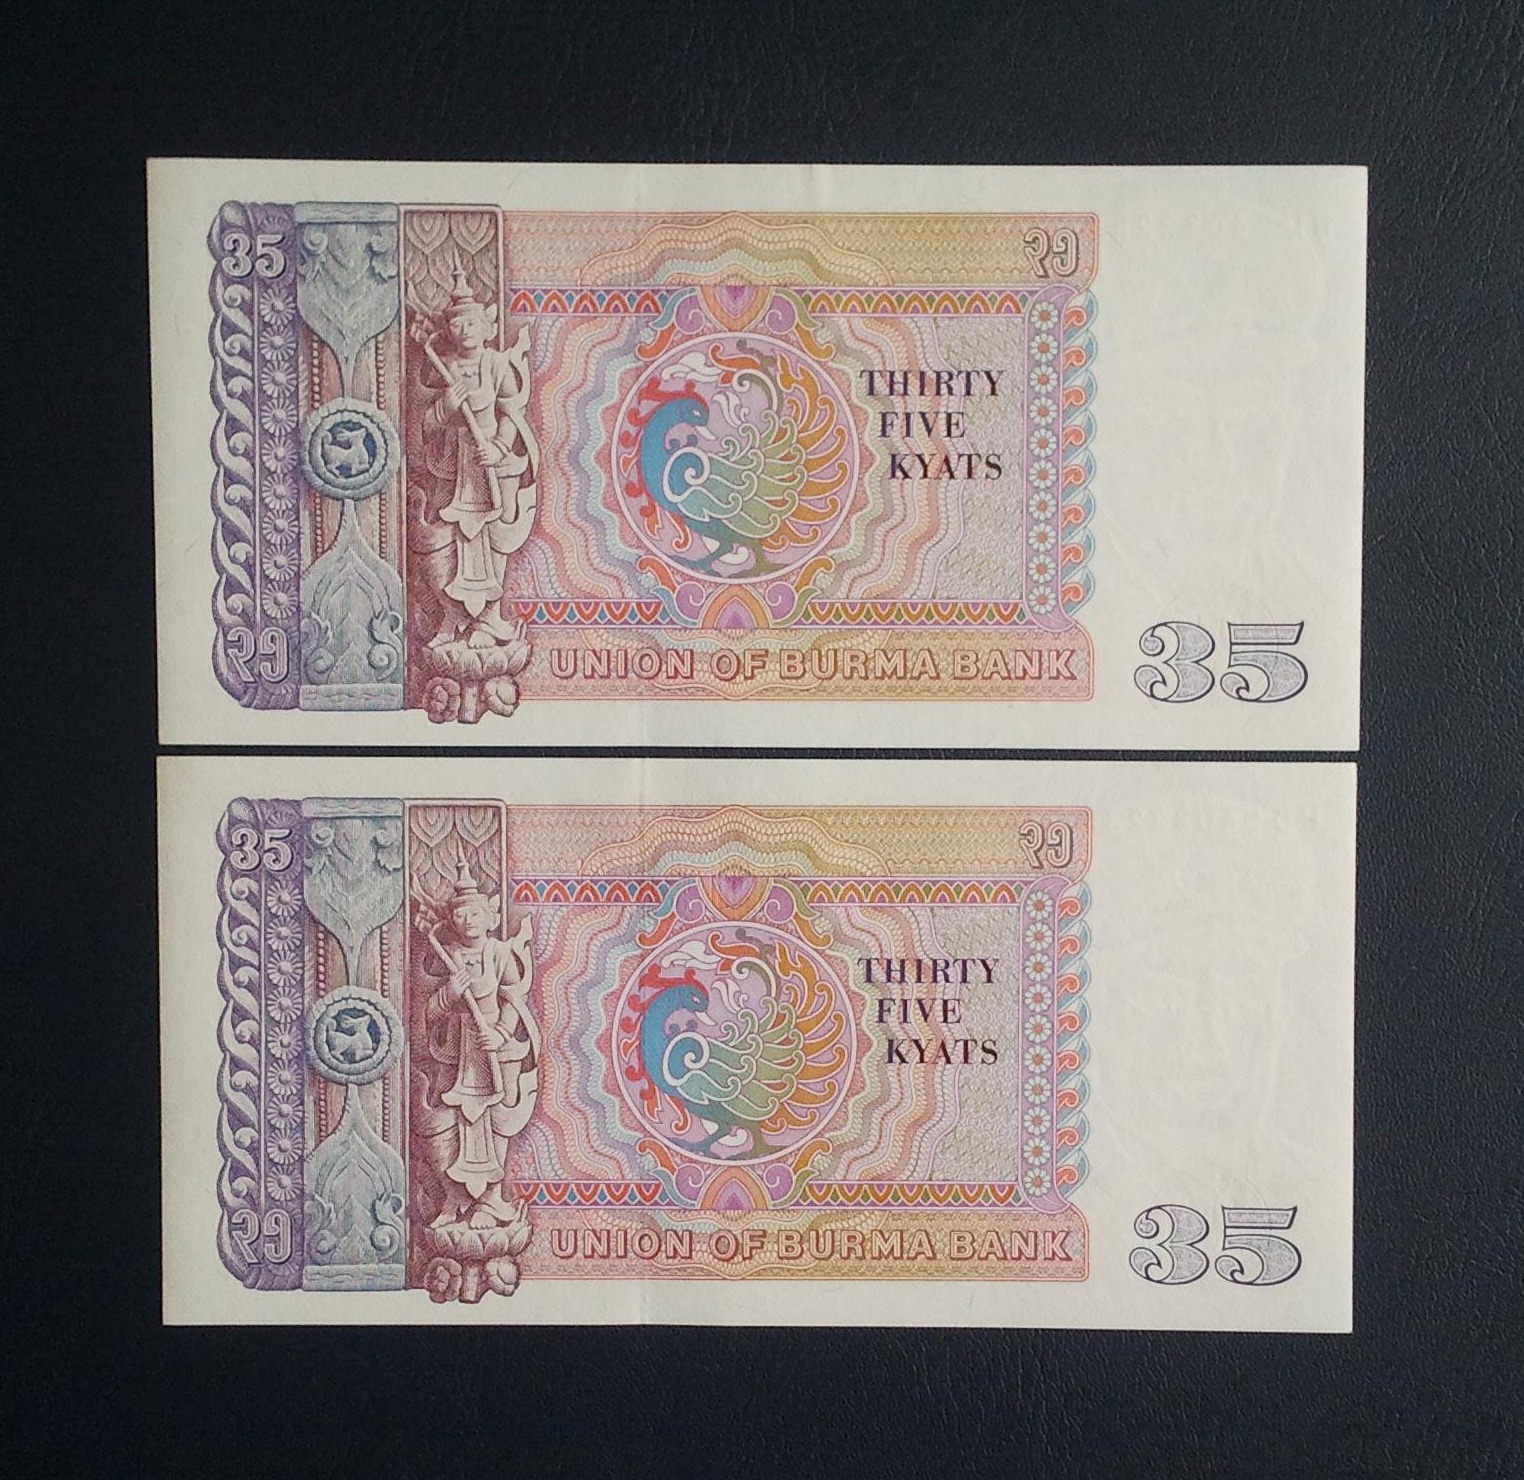 35
၃၅
THIRTY
FIVE
KYATS
၃၅
UNION OF BURMA BANK
35
35
၃၅
THIRTY
FIVE
KYATS
၃၅
UNION OF BURMA BANK
35